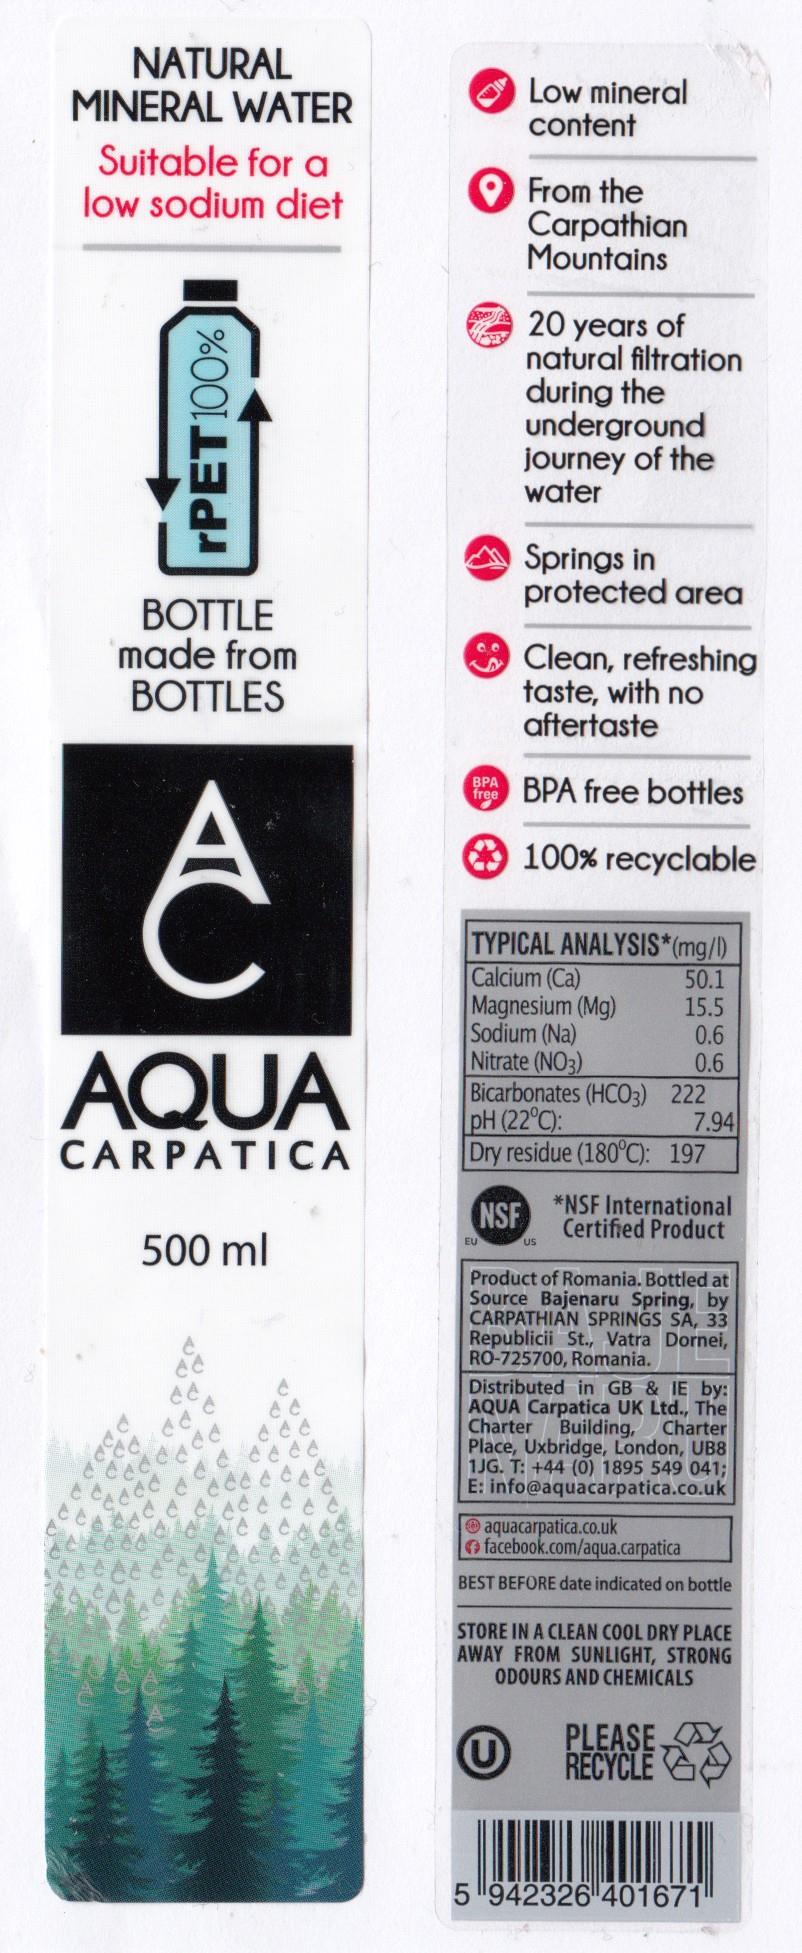 NATURAL
MINERAL WATER
Suitable for a
low sodium diet
rPET100%
BOTTLE
made from
BOTTLES
AC
AQUA
CARPATICA
500 ml
Low mineral
content
From the
Carpathian
Mountains
20 years of
natural filtration
during the
underground
journey of the
water
Springs in
protected area
Clean, refreshing
taste, with no
aftertaste
BPA
free
BPA free bottles
100% recyclable
TYPICAL ANALYSIS*(mg/l)
Calcium (Ca) 50.1
Magnesium (Mg) 15.5
Sodium (Na) 0.6
Nitrate (NO3) 0.6
Bicarbonates (HCO3) 222
pH (22°C): 7.94
Dry residue (180°C): 197
NSF
EU US
*NSF International
Certified Product
BAJE
NARU
Product of Romania. Bottled at
Source Bajenaru Spring, by
CARPATHIAN SPRINGS SA, 33
Republicii St., Vatra Dornei,
RO-725700, Romania.
Distributed in GB & IE by:
AQUA Carpatica UK Ltd., The
Charter Building, Charter
Place, Uxbridge, London, UB8
1JG. T: +44 (0) 1895 549 041;
E: info@aquacarpatica.co.uk
aquacarpatica.co.uk
facebook.com/aqua.carpatica
BEST BEFORE date indicated on bottle
STORE IN A CLEAN COOL DRY PLACE
AWAY FROM SUNLIGHT, STRONG
ODOURS AND CHEMICALS
U
PLEASE
RECYCLE
5 942326 401671